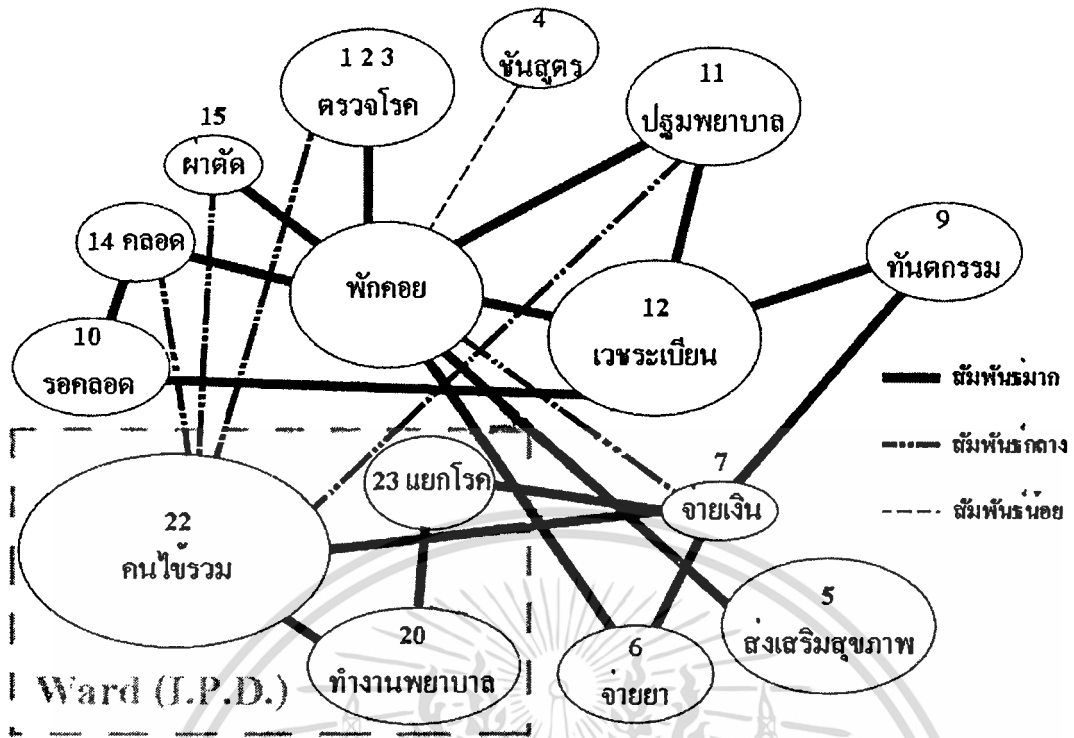 4
ชันสูตร
1 2 3
ตรวจโรค
11
ปฐมพยาบาล
15
ผ่าตัด
14 คลอด
พักคอย
9
ทันตกรรม
12
เวชระเบียน
10
รอคลอด
สัมพันธ์มาก
สัมพันธ์กลาง
สัมพันธ์น้อย
23 แยกโรค
7
จ่ายเงิน
22
คนไข้รวม
5
ส่งเสริมสุขภาพ
20
ทำงานพยาบาล
6
จ่ายยา
Ward (I.P.D.)